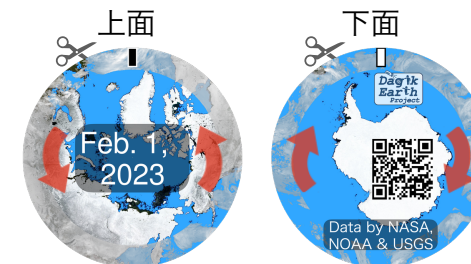 上面
下面
Feb. 1,
2023
Dagik
Earth
Project
Data by NASA,
NOAA & USGS